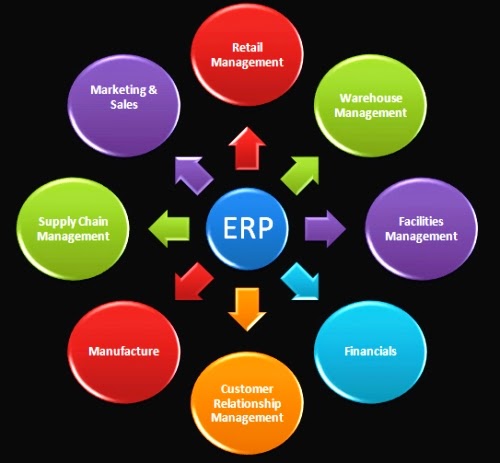 Retail
Management
Marketing &
Sales
Warehouse
Management
Supply Chain
Management
ERP
Facilities
Management
Manufacture
Financials
Customer
Relationship
Management